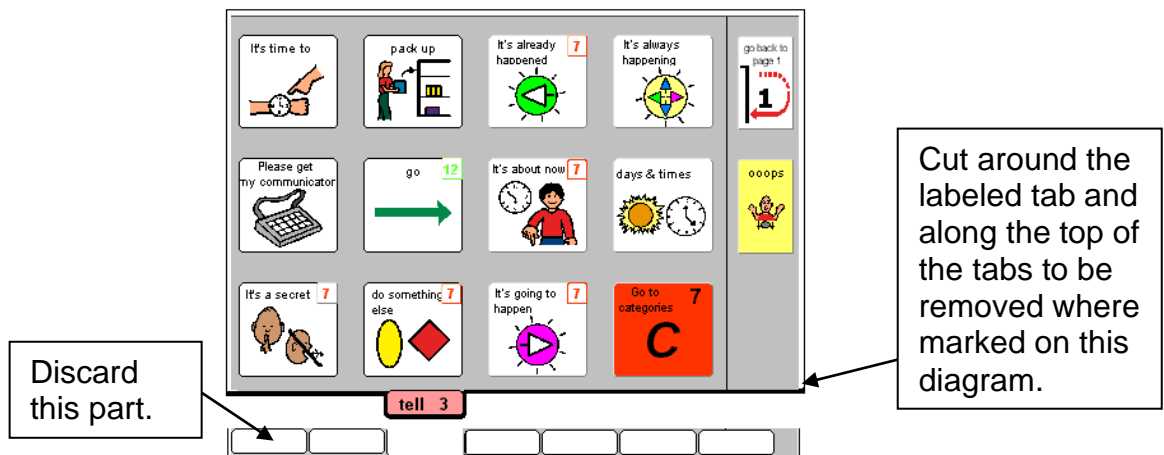 It's time to
pack up
It's already 7
happened
It's always
happening
go back to
page 1
1
Please get
my communicator
go 12
It's about now 7
days & times
ooops
It's a secret 7
do something 7
else
It's going to 7
happen
Go to 7
categories
C
tell 3
Discard
this part.
Cut around the
labeled tab and
along the top of
the tabs to be
removed where
marked on this
diagram.